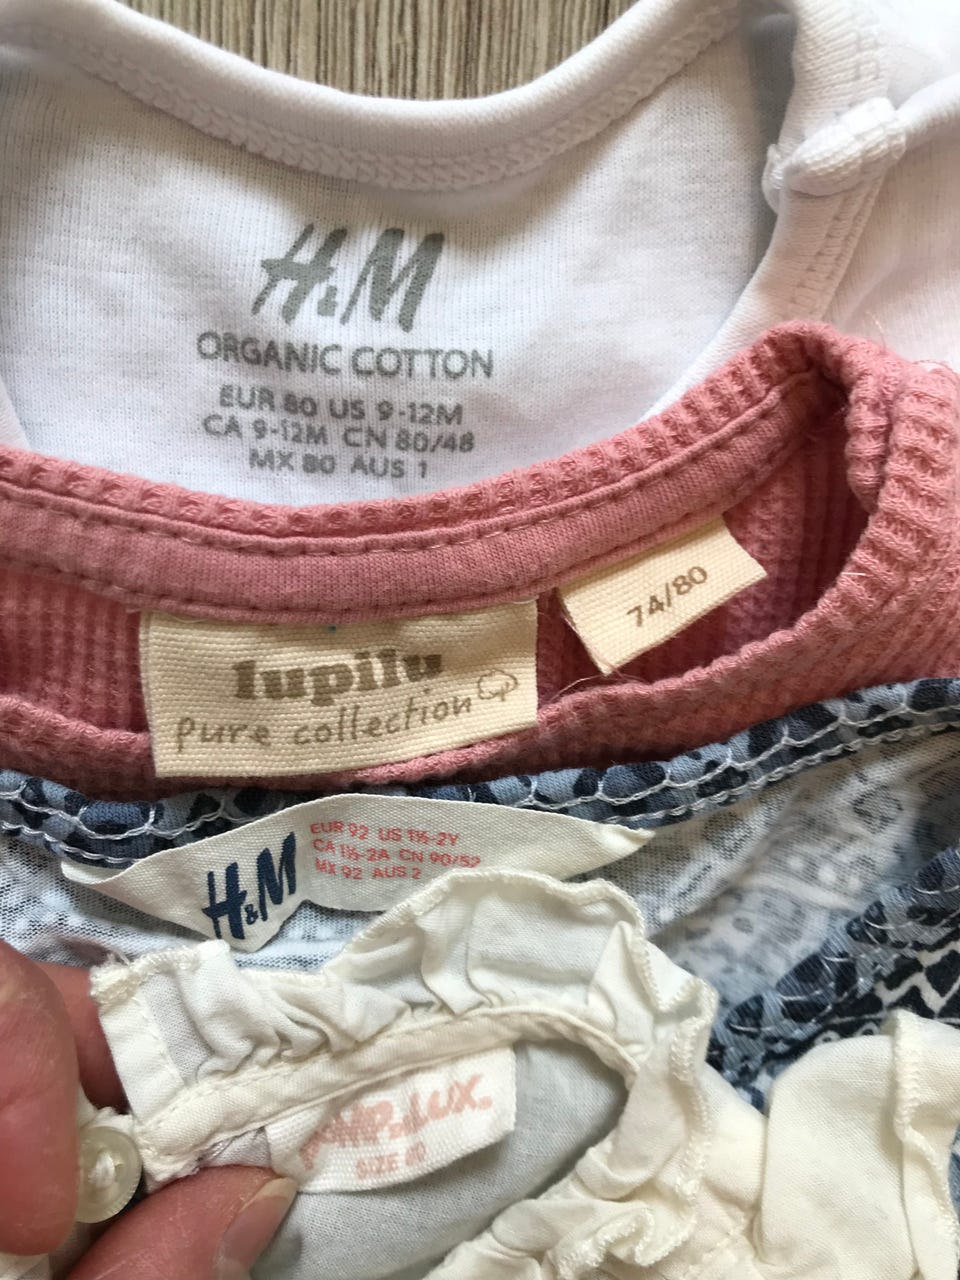 H&M
ORGANIC COTTON
EUR 80 US 9-12M
CA 9-12M CN 80/48
MX 80 AUS 1
74/80
lupilu
pure collection
H&M
EUR 92 US 1½-2Y
CA 1½-2A CN 90/52
MX 92 AUS 2
SIZE